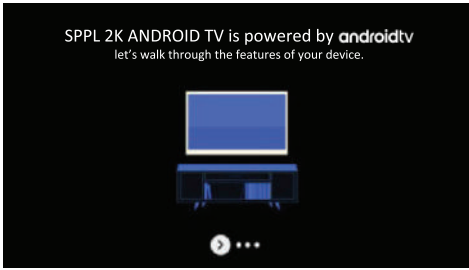 SPPL 2K ANDROID TV is powered by androidtv
let’s walk through the features of your device.